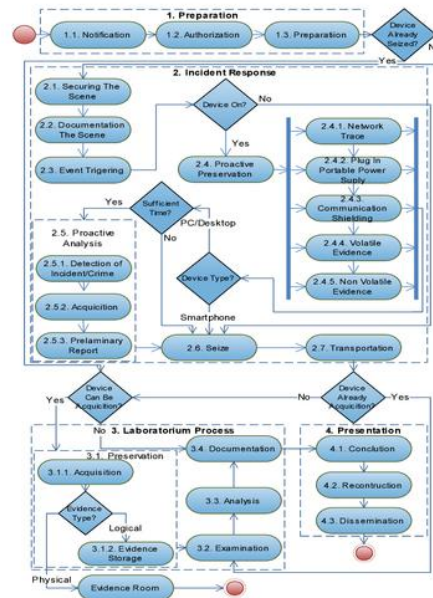 1. Preparation
1.1. Notification
1.2. Authorization
1.3. Preparation
Device
Already
Seized?
Yes
2. Incident Response
2.1. Securing The
Scene
2.2. Documentation
The Scene
2.3. Event Trigering
Device On?
No
Yes
2.4. Proactive
Preservation
2.4.1. Network
Trace
2.4.2. Plug In
Portable Power
Suply
2.4.3.
Communication
Shielding
2.4.4. Volatile
Evidence
2.4.5. Non Volatile
Evidence
Sufficient
Time?
Yes
No
PC/Desktop
2.5. Proactive
Analysis
2.5.1. Detection of
Incident/Crime
2.5.2. Acquicition
2.5.3. Prelaminary
Report
Device Type?
Smartphone
2.6. Seize
2.7. Transportation
Device
Can Be
Acquicition?
Yes
No
No
Device
Already
Acquicition?
Yes
3. Laboratorium Process
3.1. Preservation
3.1.1. Acquisition
Evidence
Type?
Logical
3.1.2. Evidence
Storage
Physical
Evidence Room
3.4. Documentation
3.3. Analysis
3.2. Examination
4. Presentation
4.1. Conclution
4.2. Recontruction
4.3. Dissemination